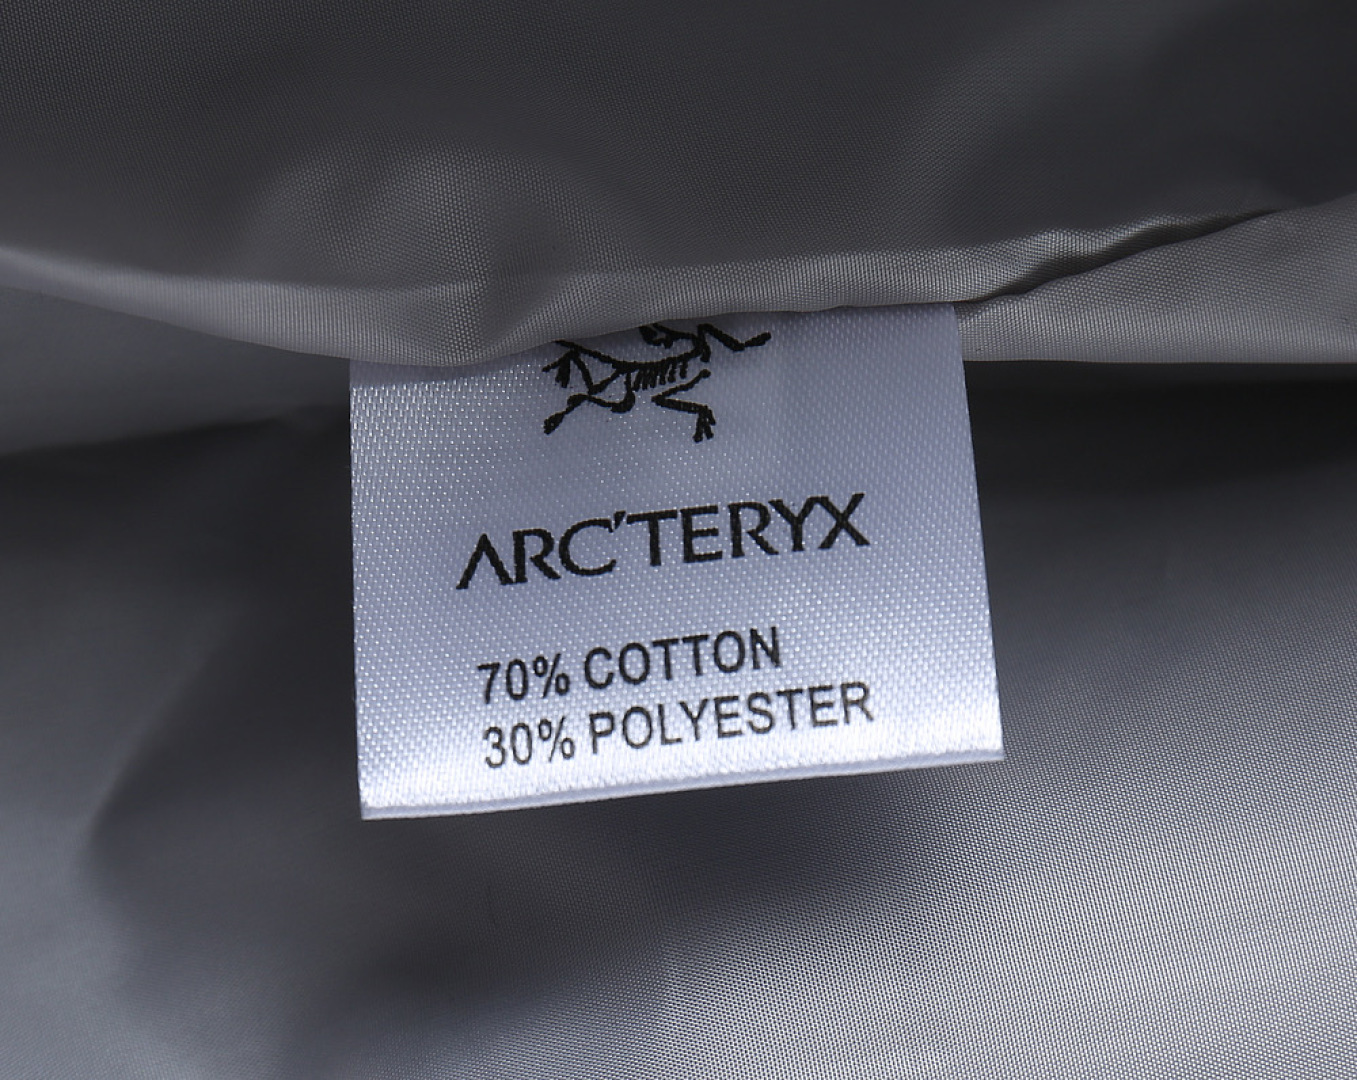 ARC'TERYX
70% COTTON
30% POLYESTER